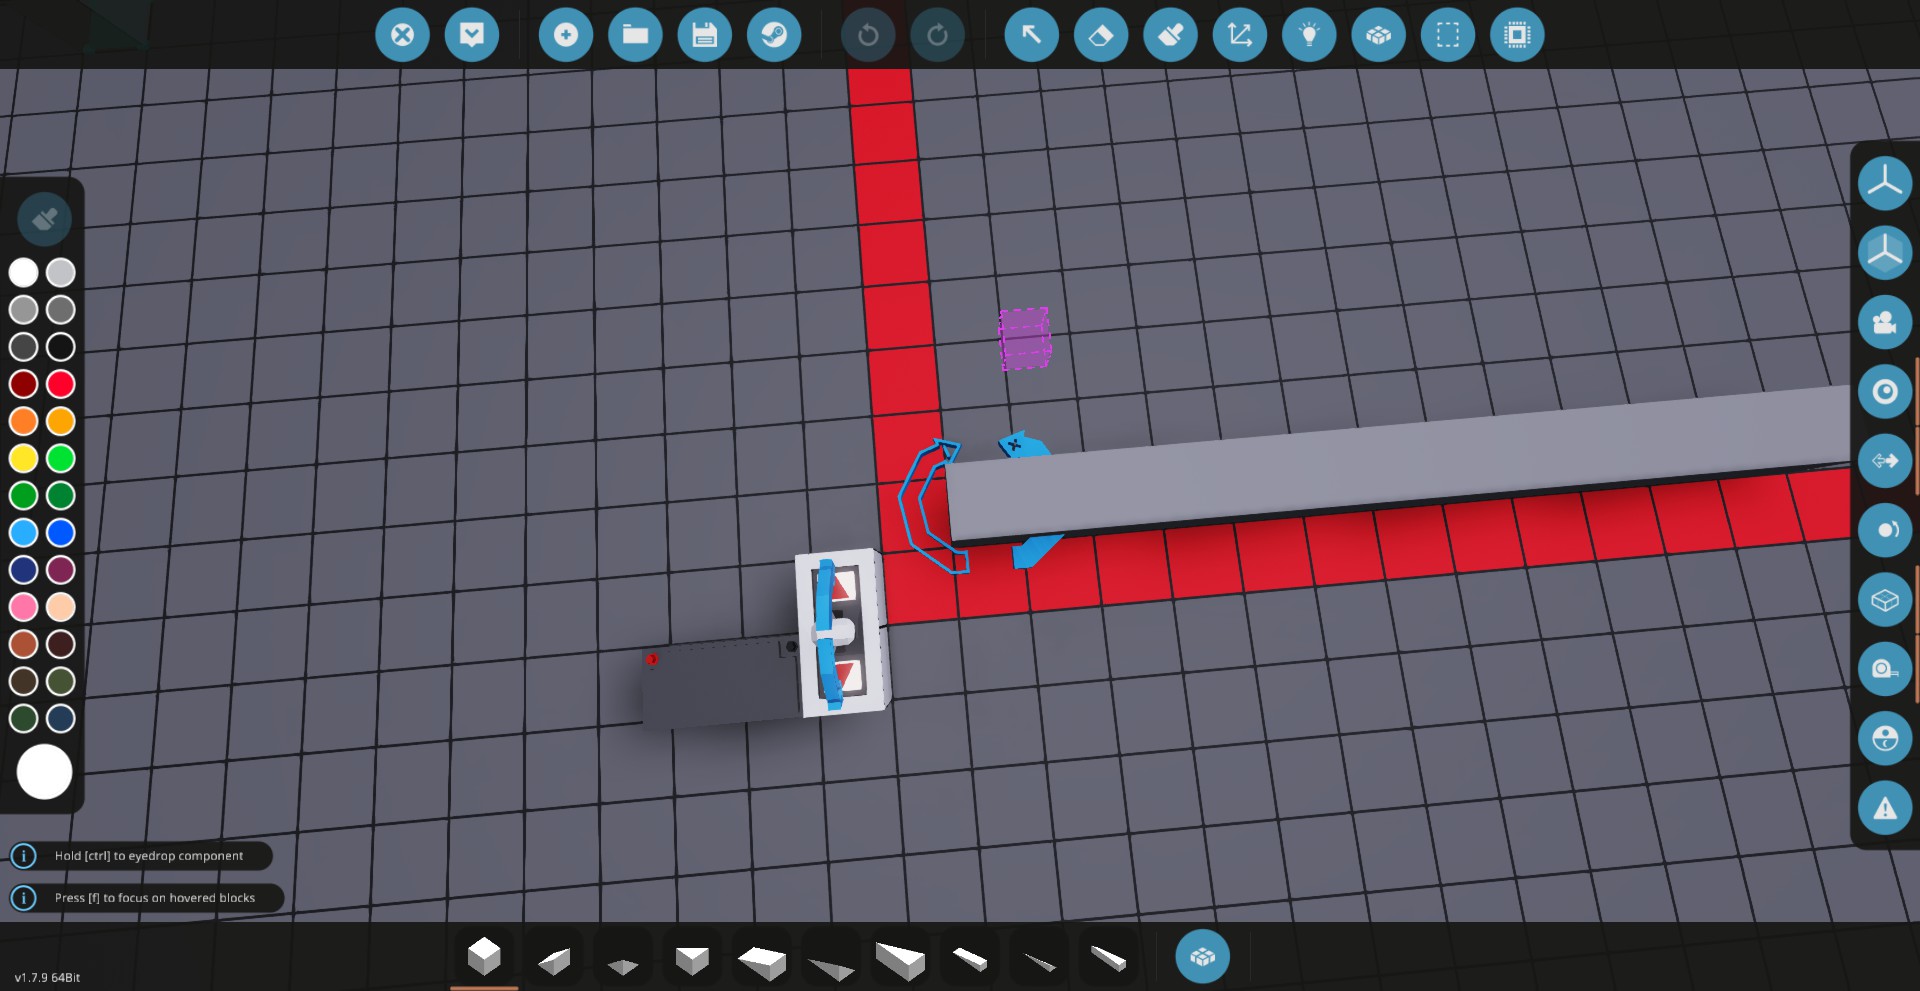 Hold [ctrl] to eyedrop component
Press [f] to focus on hovered blocks
v1.7.9 64Bit